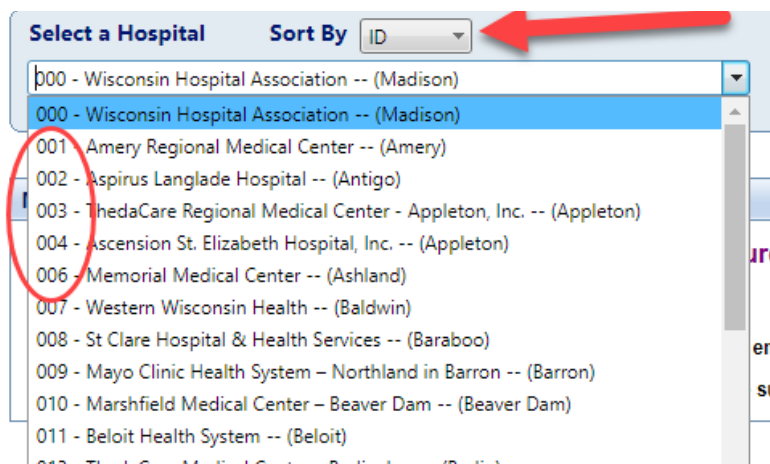 Select a Hospital Sort By ID
000 - Wisconsin Hospital Association -- (Madison)
000 - Wisconsin Hospital Association -- (Madison)
001 - Amery Regional Medical Center -- (Amery)
002 - Aspirus Langlade Hospital -- (Antigo)
003 - ThedaCare Regional Medical Center - Appleton, Inc. -- (Appleton)
004 - Ascension St. Elizabeth Hospital, Inc. -- (Appleton)
006 - Memorial Medical Center -- (Ashland)
007 - Western Wisconsin Health -- (Baldwin)
008 - St Clare Hospital & Health Services -- (Baraboo)
009 - Mayo Clinic Health System – Northland in Barron -- (Barron)
010 - Marshfield Medical Center – Beaver Dam -- (Beaver Dam)
011 - Beloit Health System -- (Beloit)